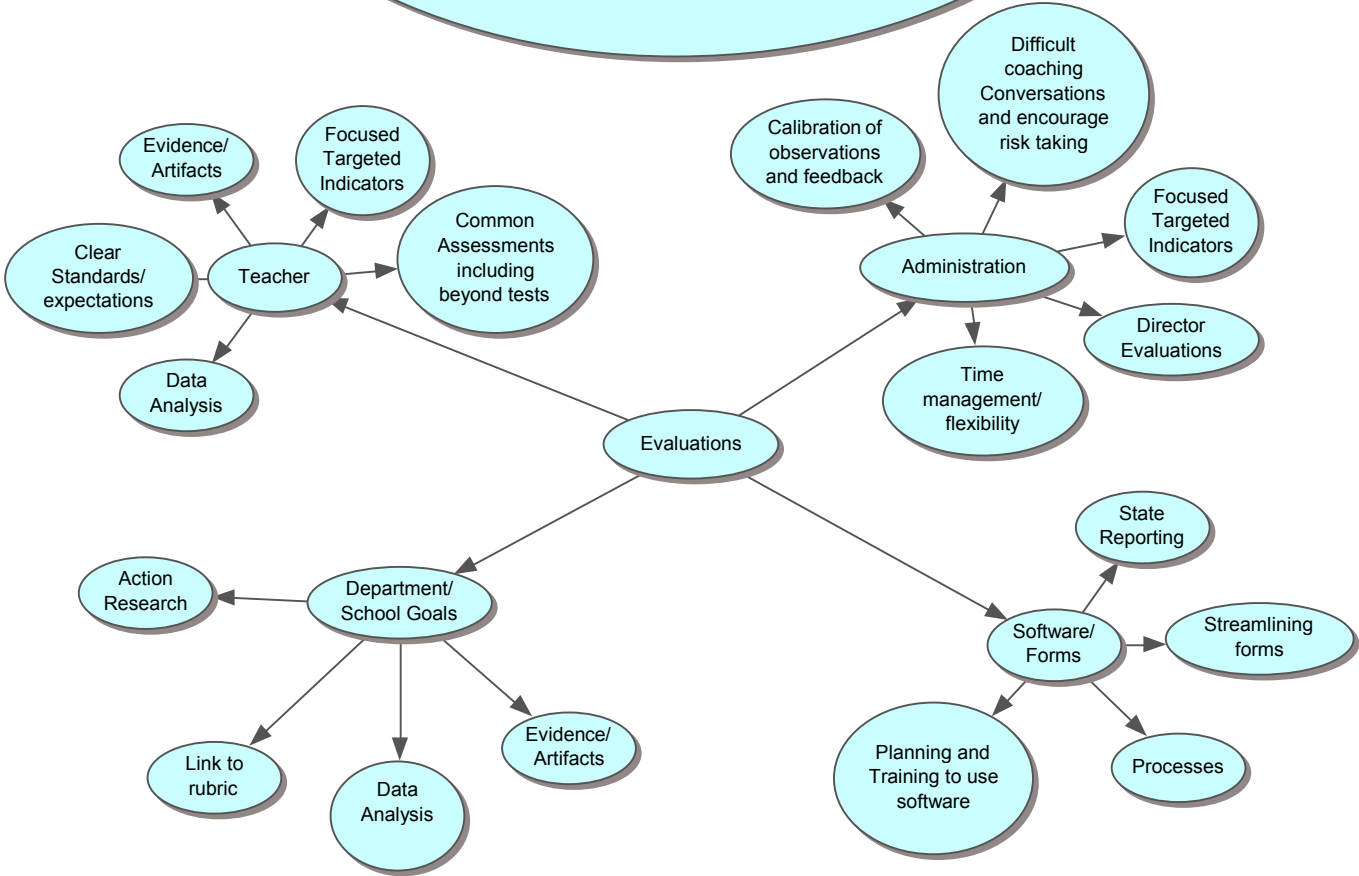 Difficult
coaching
Conversations
and encourage
risk taking
Calibration of
observations
and feedback
Focused
Targeted
Indicators
Evidence/
Artifacts
Focused
Targeted
Indicators
Common
Assessments
including
beyond tests
Clear
Standards/
expectations
Teacher
Administration
Director
Evaluations
Data
Analysis
Time
management/
flexibility
Evaluations
State
Reporting
Action
Research
Department/
School Goals
Software/
Forms
Streamlining
forms
Link to
rubric
Data
Analysis
Evidence/
Artifacts
Planning and
Training to use
software
Processes